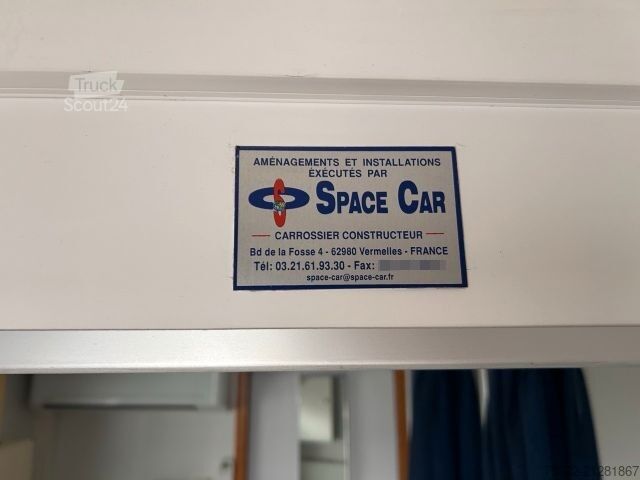 Truck
Scout24
AMÉNAGEMENTS ET INSTALLATIONS
ÉXÉCUTÉS PAR
SPACE CAR
CARROSSIER CONSTRUCTEUR
Bd de la Fosse 4 - 62980 Vermelles - FRANCE
Tél: 03.21.61.93.30 - Fax:
space-car@space-car.fr